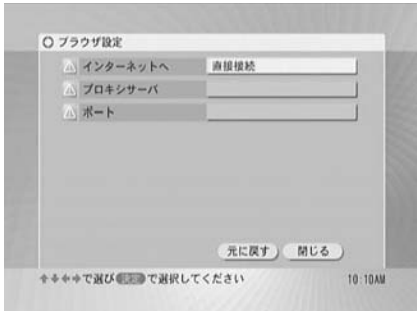 ブラウザ設定
インターネットへ 直接接続
プロキシサーバ
ポート
元に戻す 閉じる
で選び 決定 で選択してください 10:10AM